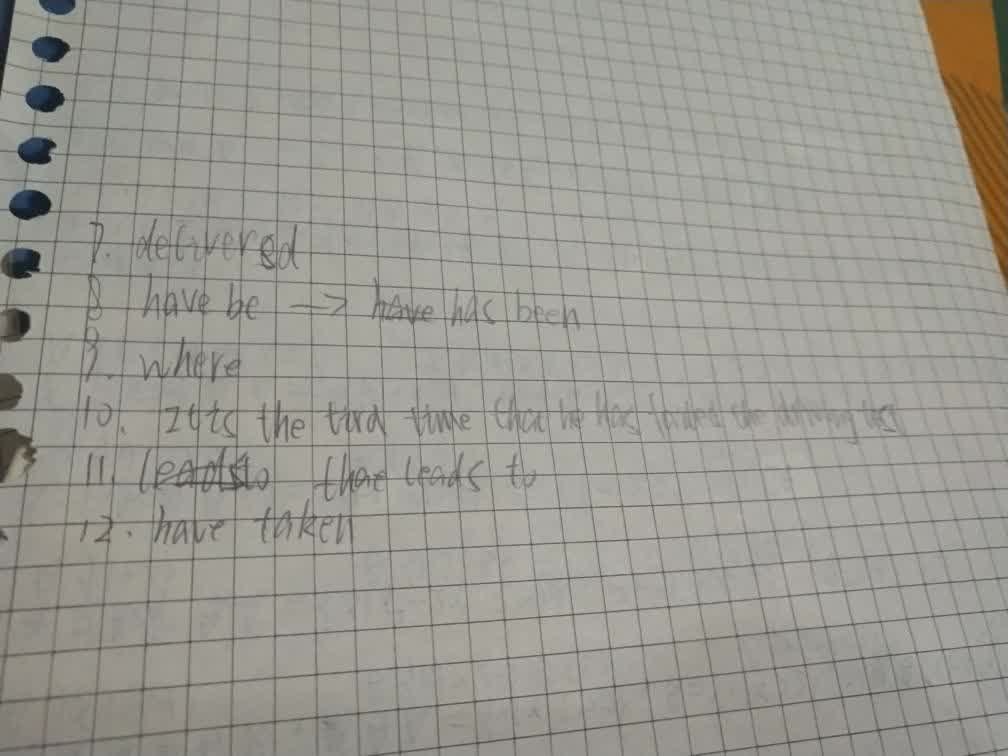 7. delivered
8 have be —> have has been
9. where
10. It's the tird time that he has failed the driving test
11. leads to that leads to
12. have taken